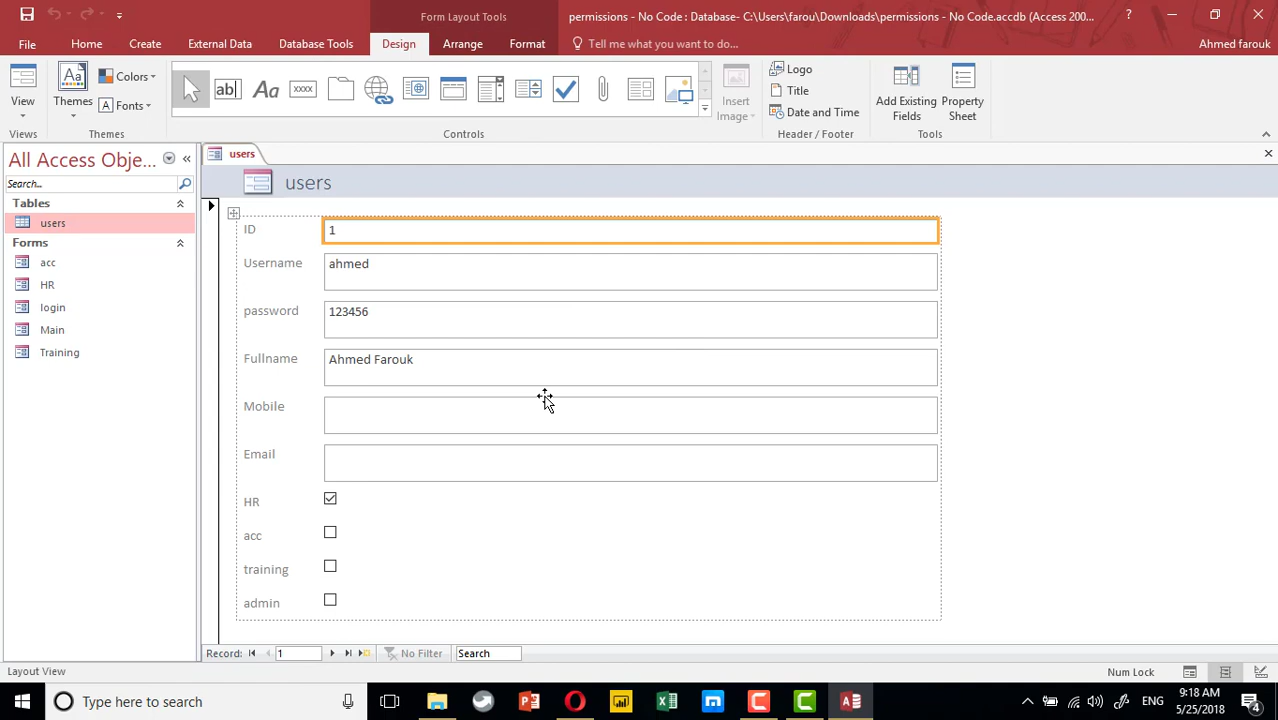 Form Layout Tools
permissions - No Code : Database- C:\Users\farou\Downloads\permissions - No Code.accdb (Access 200...
?
File Home Create External Data Database Tools Design Arrange Format Tell me what you want to do... Ahmed farouk
View
Views
Aa
Themes
Colors
Fonts
Themes
ab
Aa
xxxx
Controls
Insert Image
Logo
Title
Date and Time
Header / Footer
Add Existing Fields
Property Sheet
Tools
All Access Obje...
Search...
Tables
users
Forms
acc
HR
login
Main
Training
users
users
ID 1
Username ahmed
password 123456
Fullname Ahmed Farouk
Mobile
Email
HR
acc
training
admin
Record: 1 No Filter Search
Layout View Num Lock
Type here to search
ENG
9:18 AM
5/25/2018
4